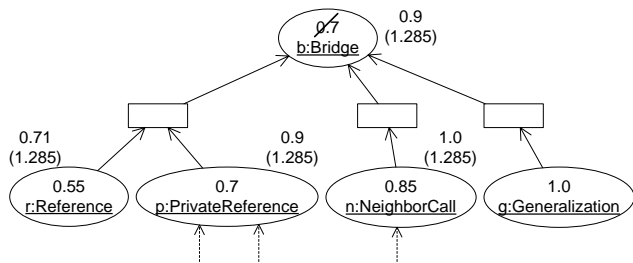 0.7
b:Bridge
0.9
(1.285)
0.71
(1.285)
0.9
(1.285)
1.0
(1.285)
0.55
r:Reference
0.7
p:PrivateReference
0.85
n:NeighborCall
1.0
g:Generalization